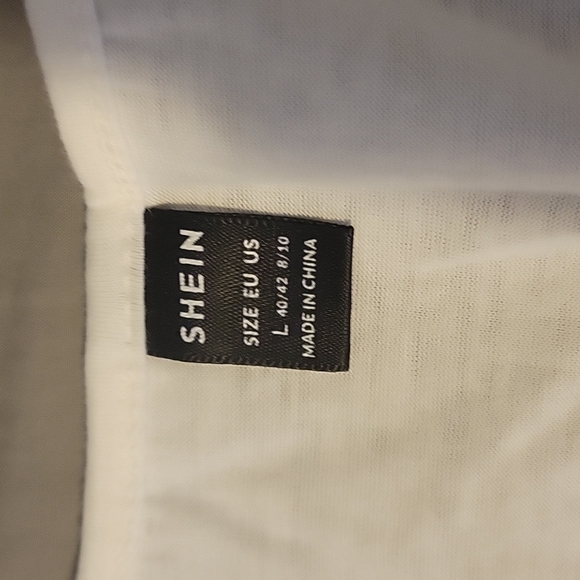 SHEIN
SIZE EU US
L 40/42 8/10
MADE IN CHINA